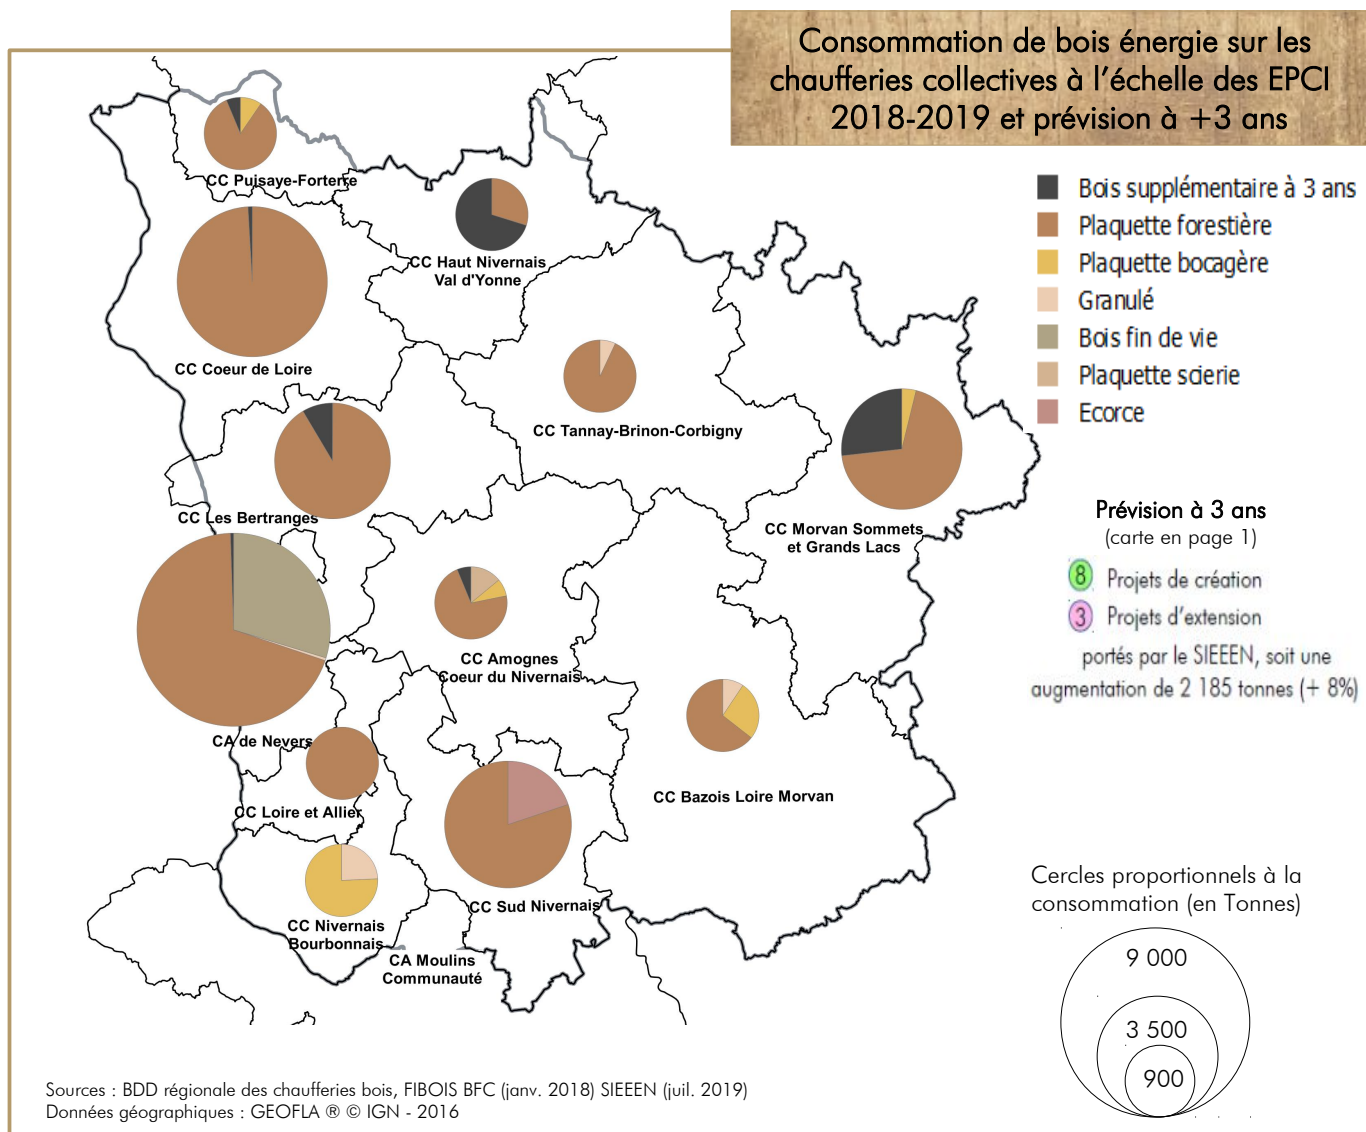 Consommation de bois énergie sur les
chaufferies collectives à l'échelle des EPCI
2018-2019 et prévision à +3 ans
Bois supplémentaire à 3 ans
Plaquette forestière
Plaquette bocagère
Granulé
Bois fin de vie
Plaquette scierie
Ecorce
CC Puisaye-Forterre
CC Haut Nivernais
Val d'Yonne
CC Coeur de Loire
CC Tannay-Brinon-Corbigny
CC Les Bertranges
CC Morvan Sommets
et Grands Lacs
CC Amognes
Coeur du Nivernais
CA de Nevers
CC Loire et Allier
CC Bazois Loire Morvan
CC Sud Nivernais
CC Nivernais
Bourbonnais
CA Moulins
Communauté
Prévision à 3 ans
(carte en page 1)
8 Projets de création
3 Projets d'extension
portés par le SIEEEN, soit une
augmentation de 2 185 tonnes (+ 8%)
Cercles proportionnels à la
consommation (en Tonnes)
9 000
3 500
900
Sources : BDD régionale des chaufferies bois, FIBOIS BFC (janv. 2018) SIEEEN (juil. 2019)
Données géographiques : GEOFLA ® © IGN - 2016